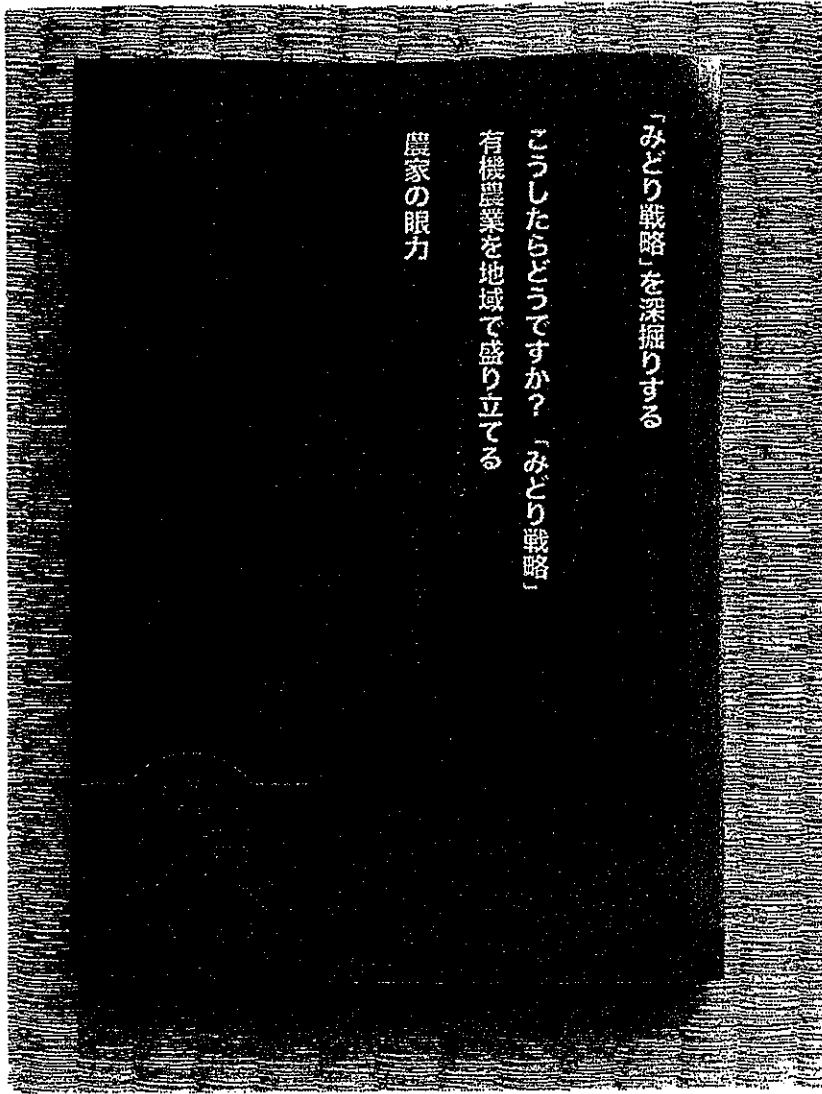 「みどり戦略」を深掘りする
こうしたらどうですか？　「みどり戦略」
有機農業を地域で盛り立てる
農家の眼力